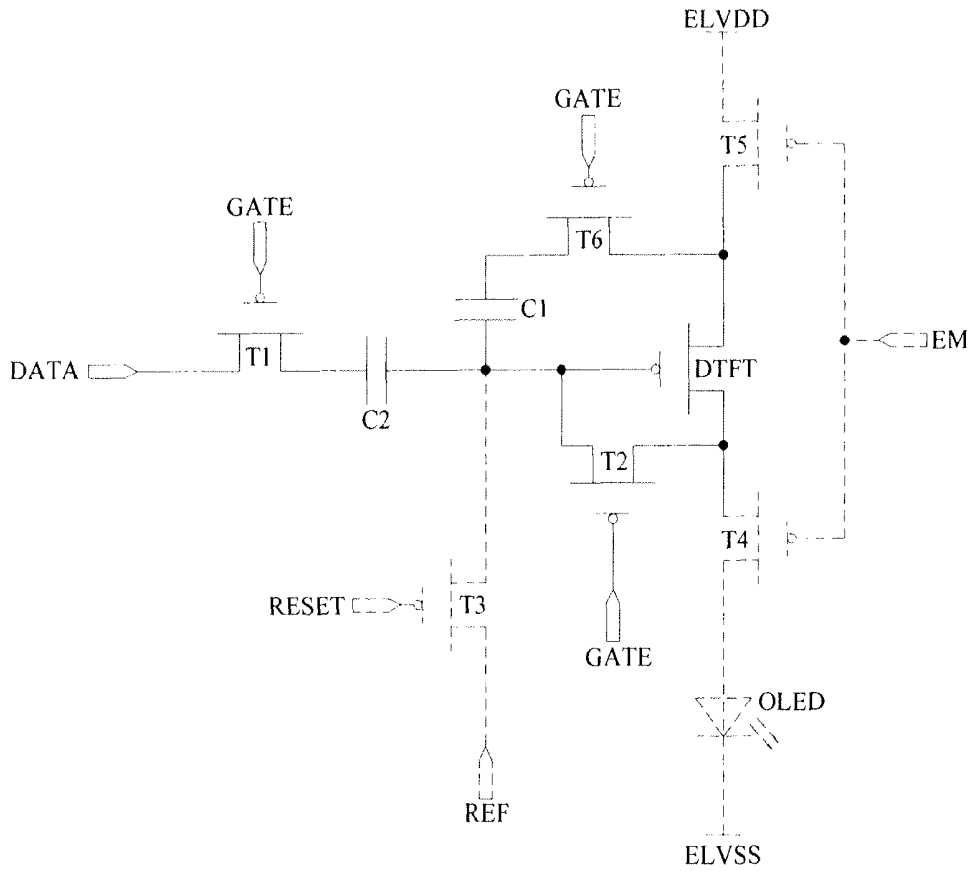 ELVDD
GATE
T5
GATE
T6
C1
T1
DATA
EM
DTFT
C2
T2
T4
RESET
T3
GATE
OLED
REF
ELVSS